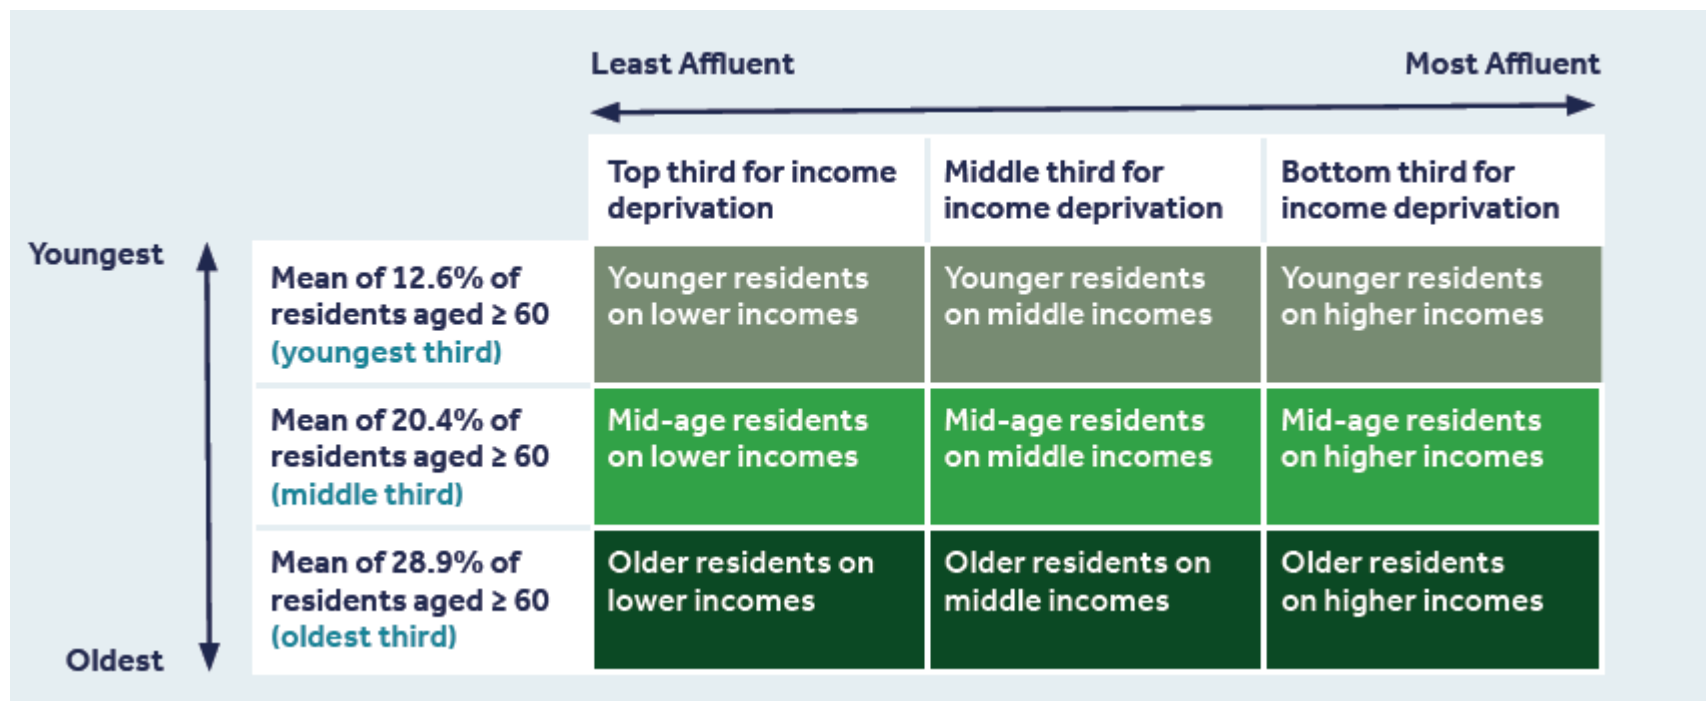 Least Affluent
Most Affluent
Top third for income
deprivation
Middle third for
income deprivation
Bottom third for
income deprivation
Youngest
Mean of 12.6% of
residents aged ≥ 60
(youngest third)
Younger residents
on lower incomes
Younger residents
on middle incomes
Younger residents
on higher incomes
Mean of 20.4% of
residents aged ≥ 60
(middle third)
Mid-age residents
on lower incomes
Mid-age residents
on middle incomes
Mid-age residents
on higher incomes
Mean of 28.9% of
residents aged ≥ 60
(oldest third)
Older residents on
lower incomes
Older residents on
middle incomes
Older residents
on higher incomes
Oldest